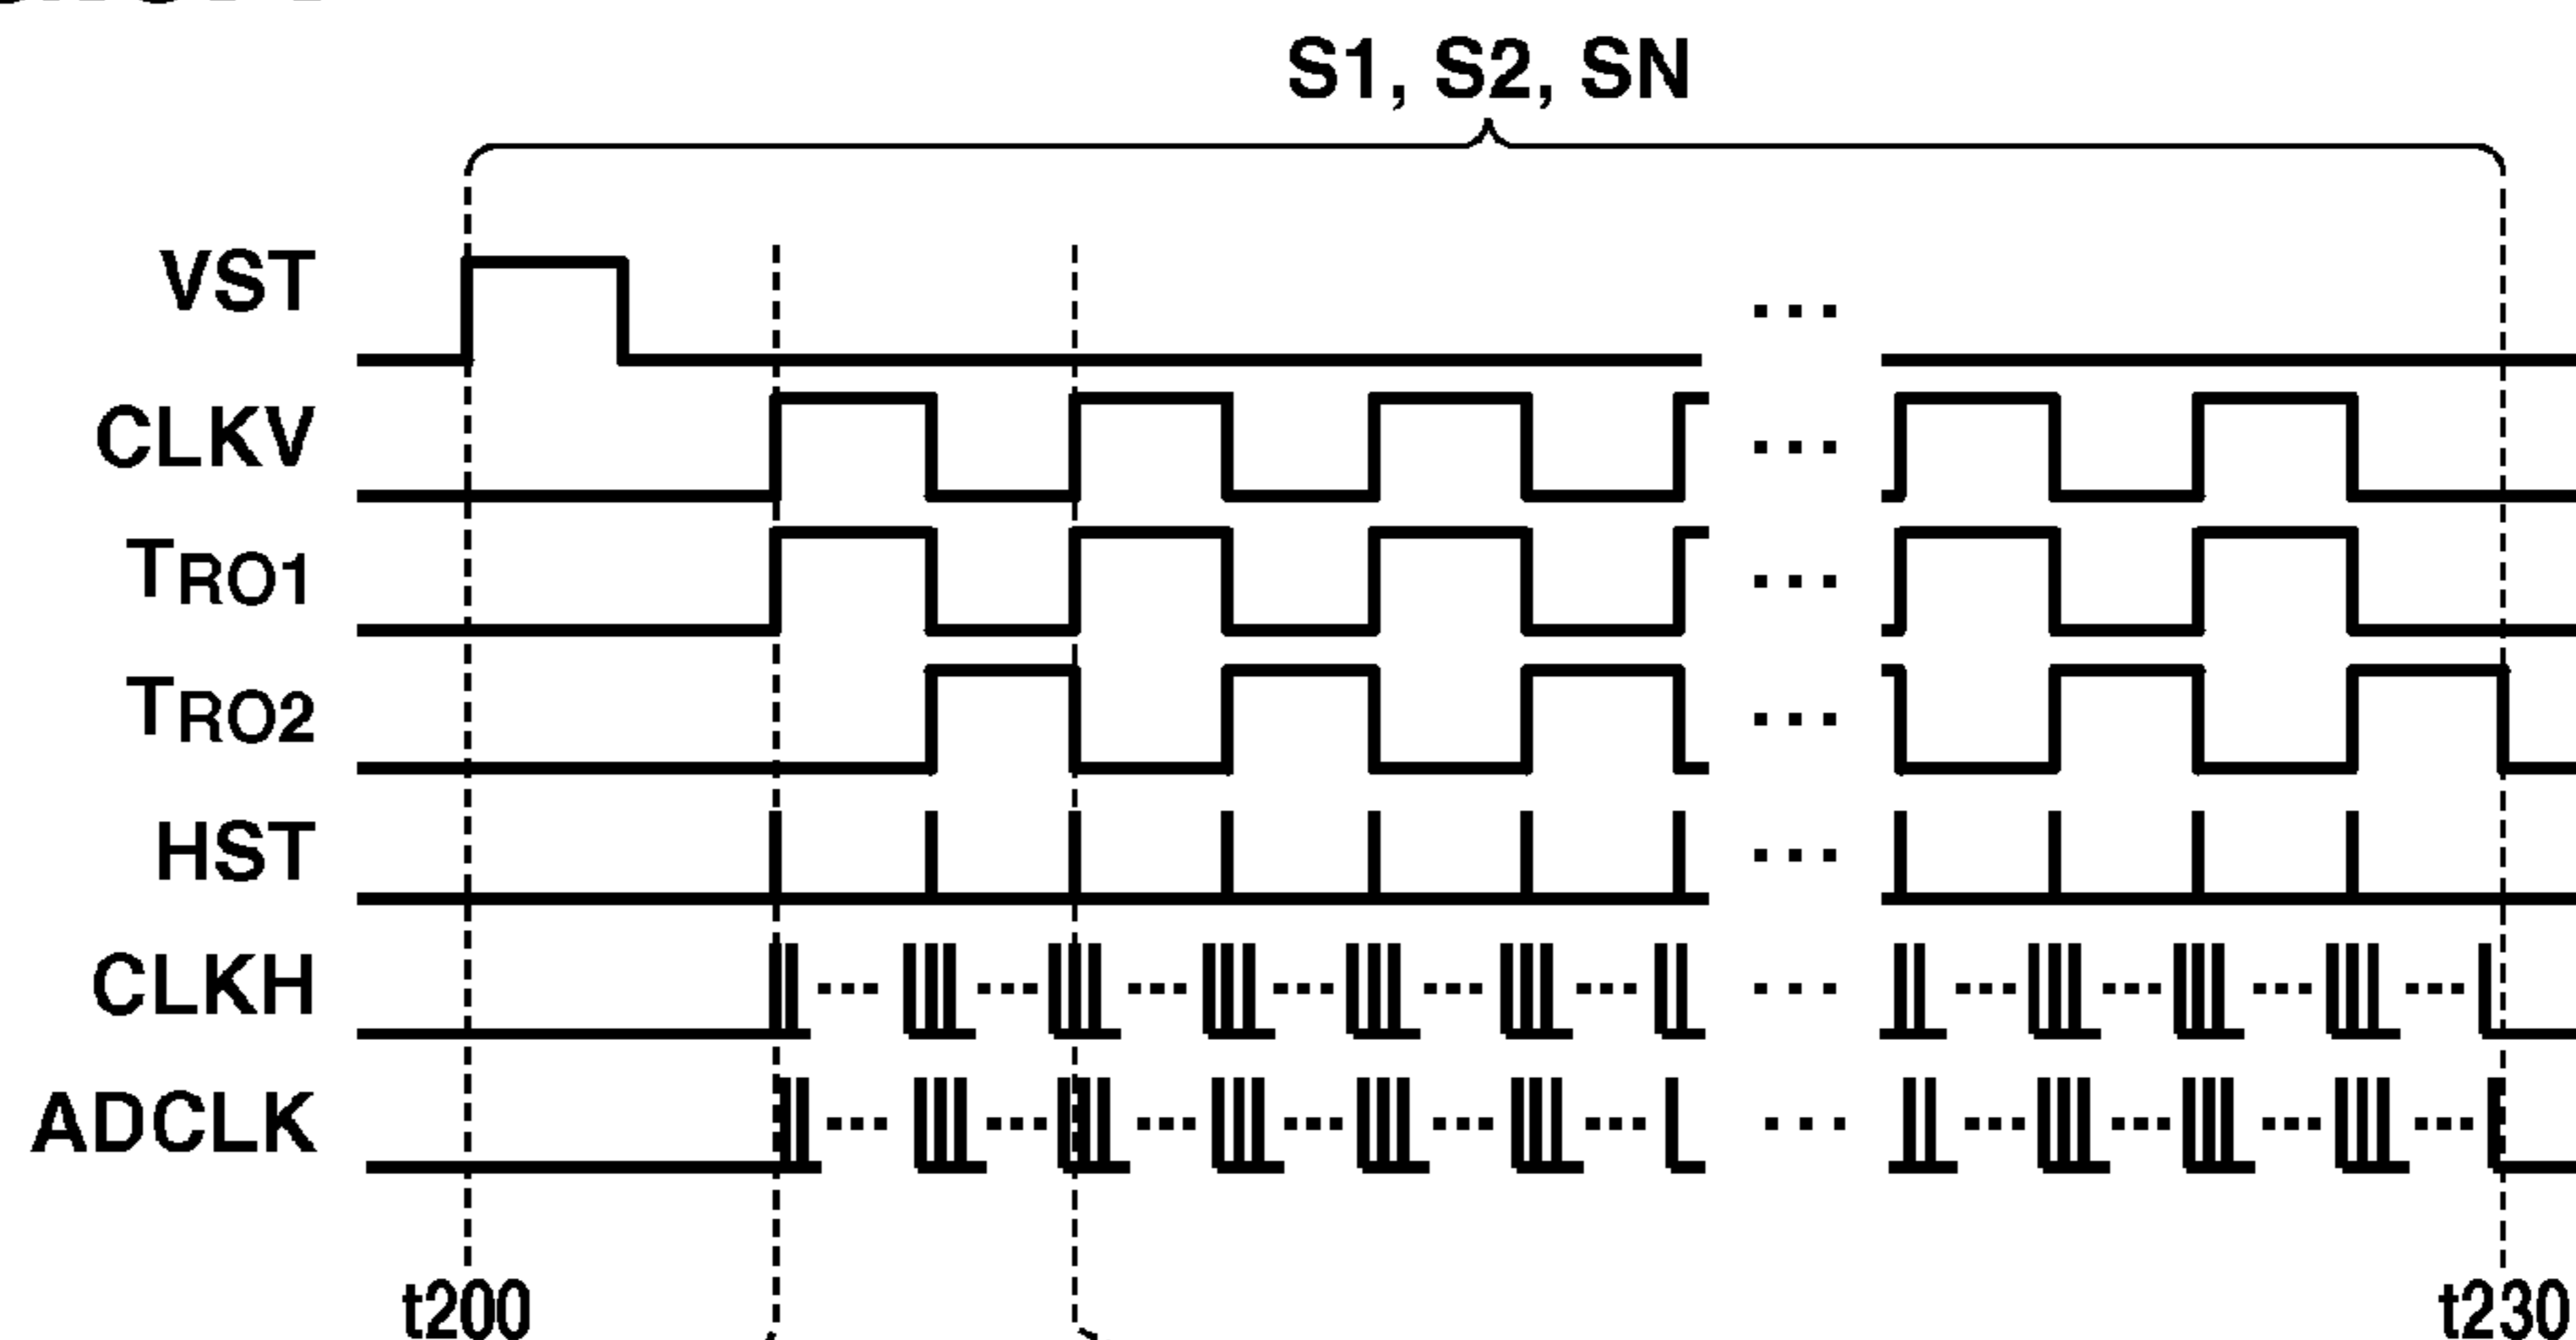 S1, S2, SN
VST
CLKV
TRO1
TRO2
HST
CLKH
ADCLK
t200
t230